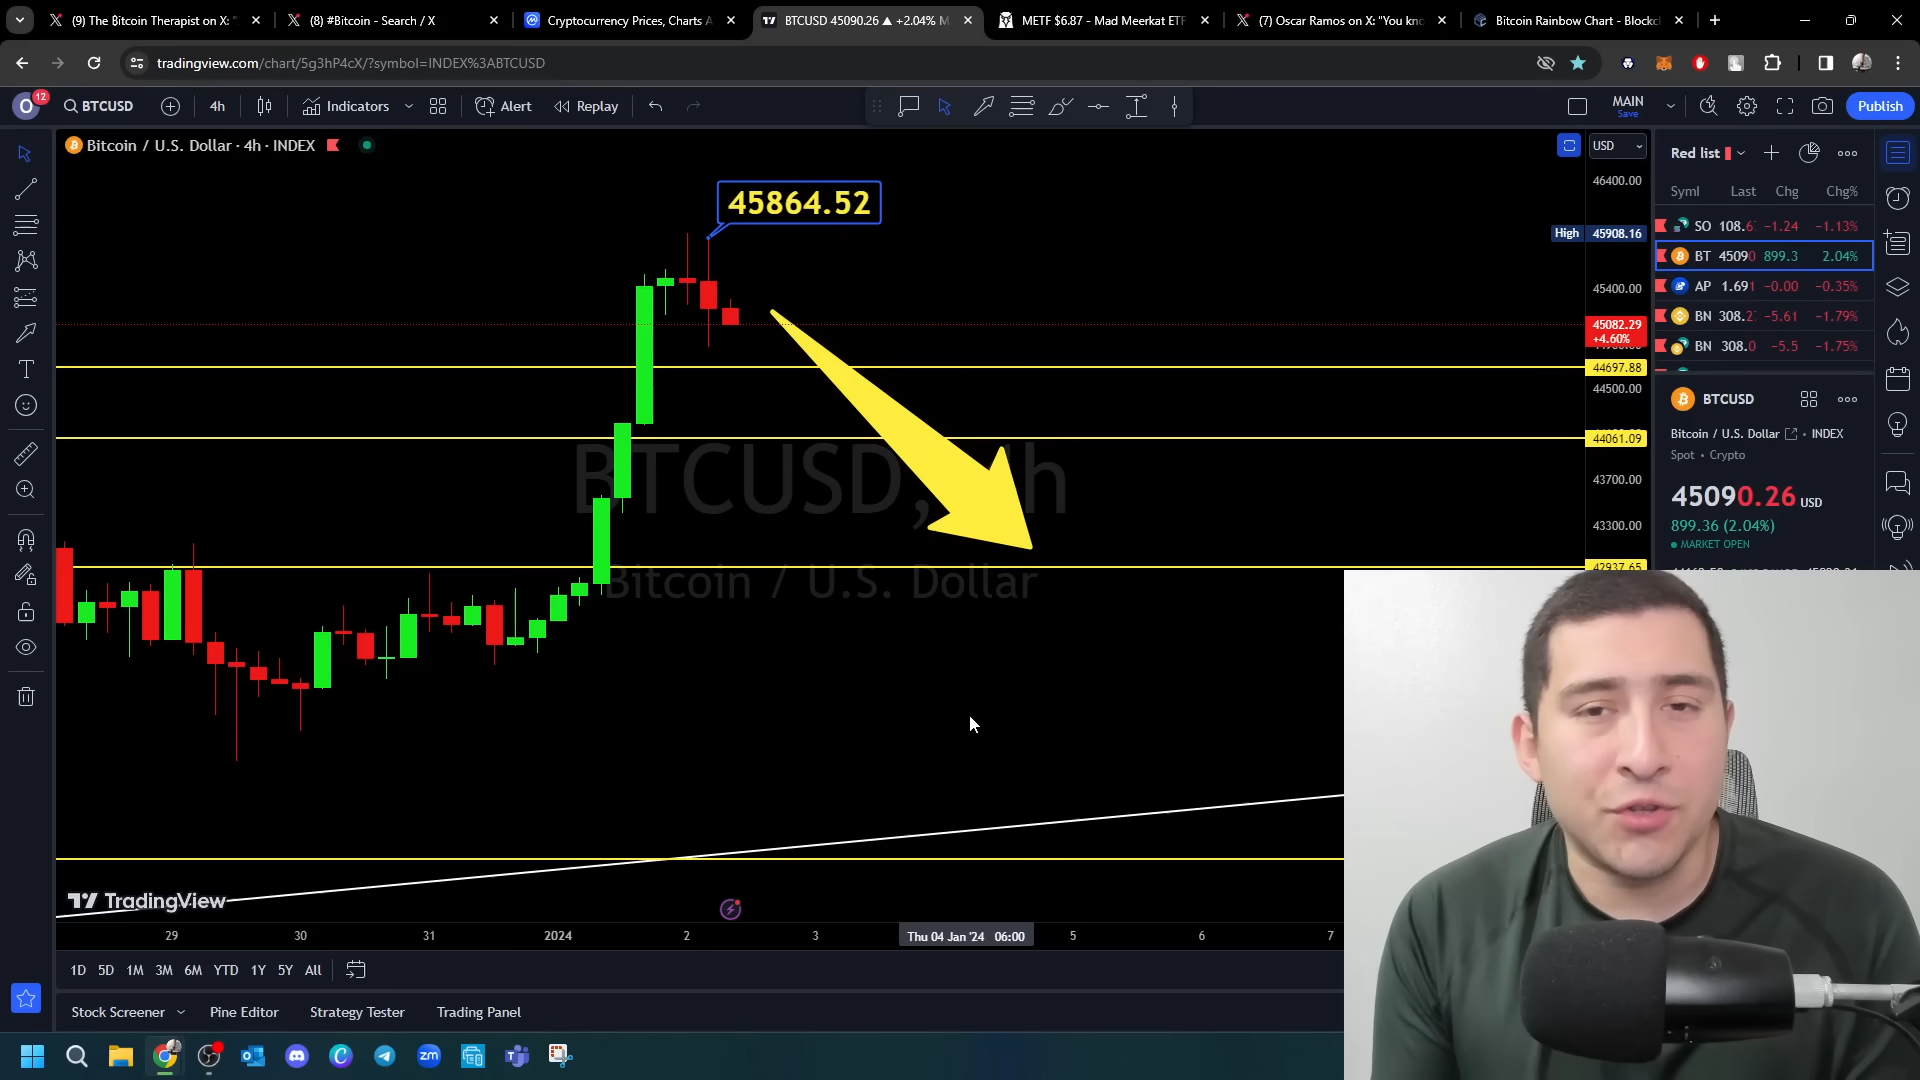 (9) The Bitcoin Therapist on X: "
(8) #Bitcoin - Search / X
Cryptocurrency Prices, Charts A
BTCUSD 45090.26 ▲ +2.04% M
METF $6.87 - Mad Meerkat ETF
(7) Oscar Ramos on X: "You kno
Bitcoin Rainbow Chart - Blockc
tradingview.com/chart/5g3hP4cX/?symbol=INDEX%3ABTCUSD
O
12
BTCUSD
4h
Indicators
Alert
Replay
MAIN
Save
Publish
Bitcoin / U.S. Dollar · 4h · INDEX
USD
Red list
Syml Last Chg Chg%
SO 108.6 −1.24 −1.13%
BT 45090 899.3 2.04%
AP 1.691 −0.00 −0.35%
BN 308.2 −5.61 −1.79%
BN 308.0 −5.5 −1.75%
BTCUSD
Bitcoin / U.S. Dollar · INDEX
Spot • Crypto
45090.26 USD
899.36 (2.04%)
MARKET OPEN
46400.00
High 45908.16
45400.00
45082.29
+4.60%
44697.88
44500.00
44061.09
43700.00
43300.00
42937.65
45864.52
BTCUSD, 4h
Bitcoin / U.S. Dollar
TradingView
29 30 31 2024 2 3 Thu 04 Jan '24 06:00 5 6 7
1D 5D 1M 3M 6M YTD 1Y 5Y All
Stock Screener Pine Editor Strategy Tester Trading Panel
zm